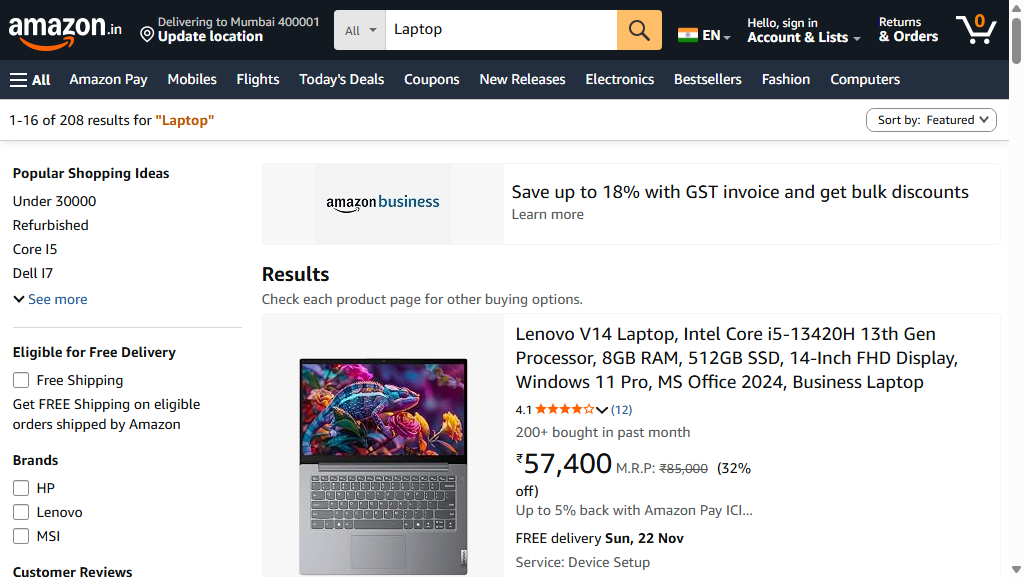 amazon.in
Delivering to Mumbai 400001
Update location
All
Laptop
EN
Hello, sign in
Account & Lists
Returns
& Orders
0
All
Amazon Pay
Mobiles
Flights
Today's Deals
Coupons
New Releases
Electronics
Bestsellers
Fashion
Computers
1-16 of 208 results for "Laptop"
Sort by: Featured
Popular Shopping Ideas
Under 30000
Refurbished
Core I5
Dell I7
See more
Eligible for Free Delivery
Free Shipping
Get FREE Shipping on eligible
orders shipped by Amazon
Brands
HP
Lenovo
MSI
Customer Reviews
amazon business
Save up to 18% with GST invoice and get bulk discounts
Learn more
Results
Check each product page for other buying options.
Lenovo V14 Laptop, Intel Core i5-13420H 13th Gen
Processor, 8GB RAM, 512GB SSD, 14-Inch FHD Display,
Windows 11 Pro, MS Office 2024, Business Laptop
4.1 (12)
200+ bought in past month
₹57,400 M.R.P: ₹85,000 (32%
off)
Up to 5% back with Amazon Pay ICI...
FREE delivery Sun, 22 Nov
Service: Device Setup